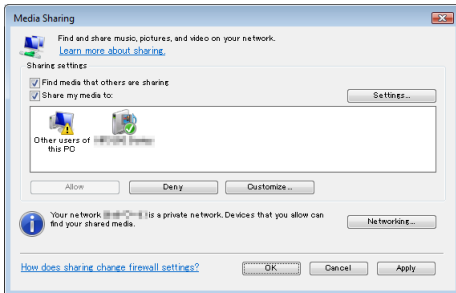 Media Sharing
Find and share music, pictures, and video on your network.
Learn more about sharing.
Sharing settings
Find media that others are sharing
Share my media to:
Settings...
Other users of
this PC
Allow
Deny
Customize...
Your network is a private network. Devices that you allow can
find your shared media.
Networking...
How does sharing change firewall settings?
OK
Cancel
Apply